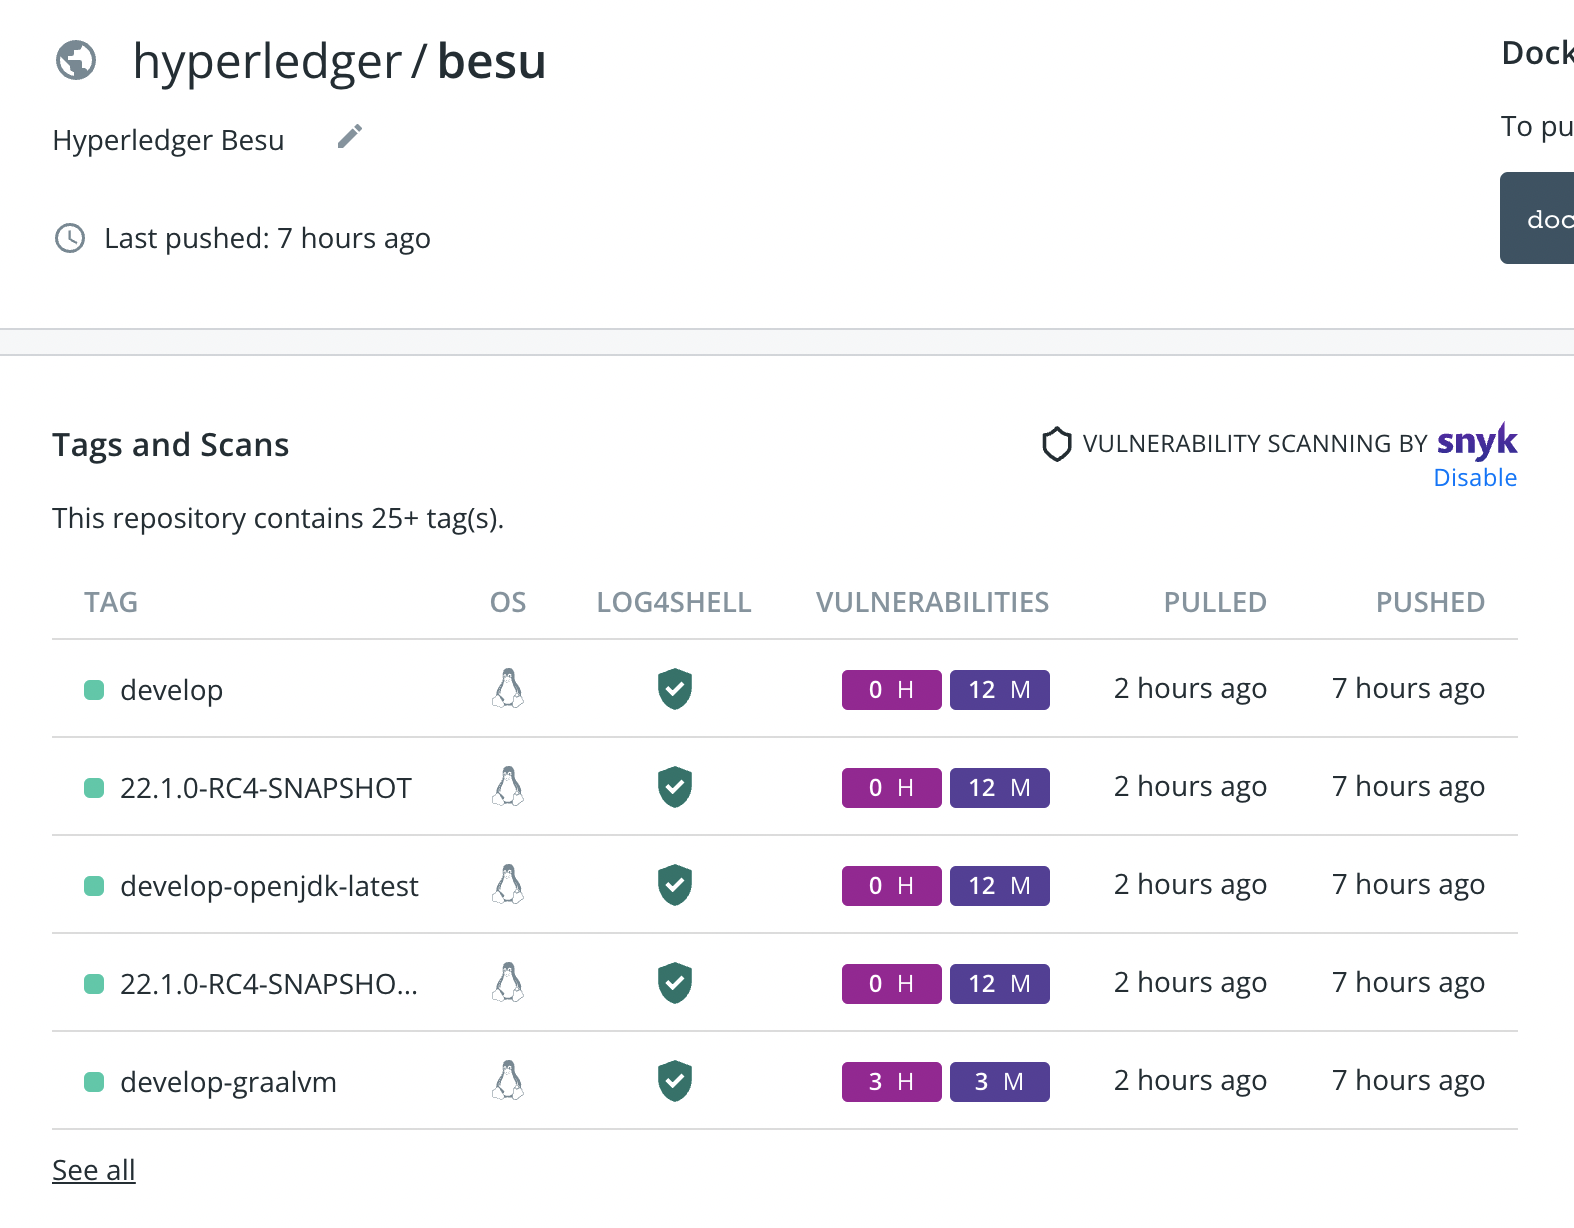 hyperledger / besu
Dock
Hyperledger Besu
To pu
Last pushed: 7 hours ago
doc
Tags and Scans
VULNERABILITY SCANNING BY snyk
Disable
This repository contains 25+ tag(s).
TAG OS LOG4SHELL VULNERABILITIES PULLED PUSHED
develop 0 H 12 M 2 hours ago 7 hours ago
22.1.0-RC4-SNAPSHOT 0 H 12 M 2 hours ago 7 hours ago
develop-openjdk-latest 0 H 12 M 2 hours ago 7 hours ago
22.1.0-RC4-SNAPSHO... 0 H 12 M 2 hours ago 7 hours ago
develop-graalvm 3 H 3 M 2 hours ago 7 hours ago
See all